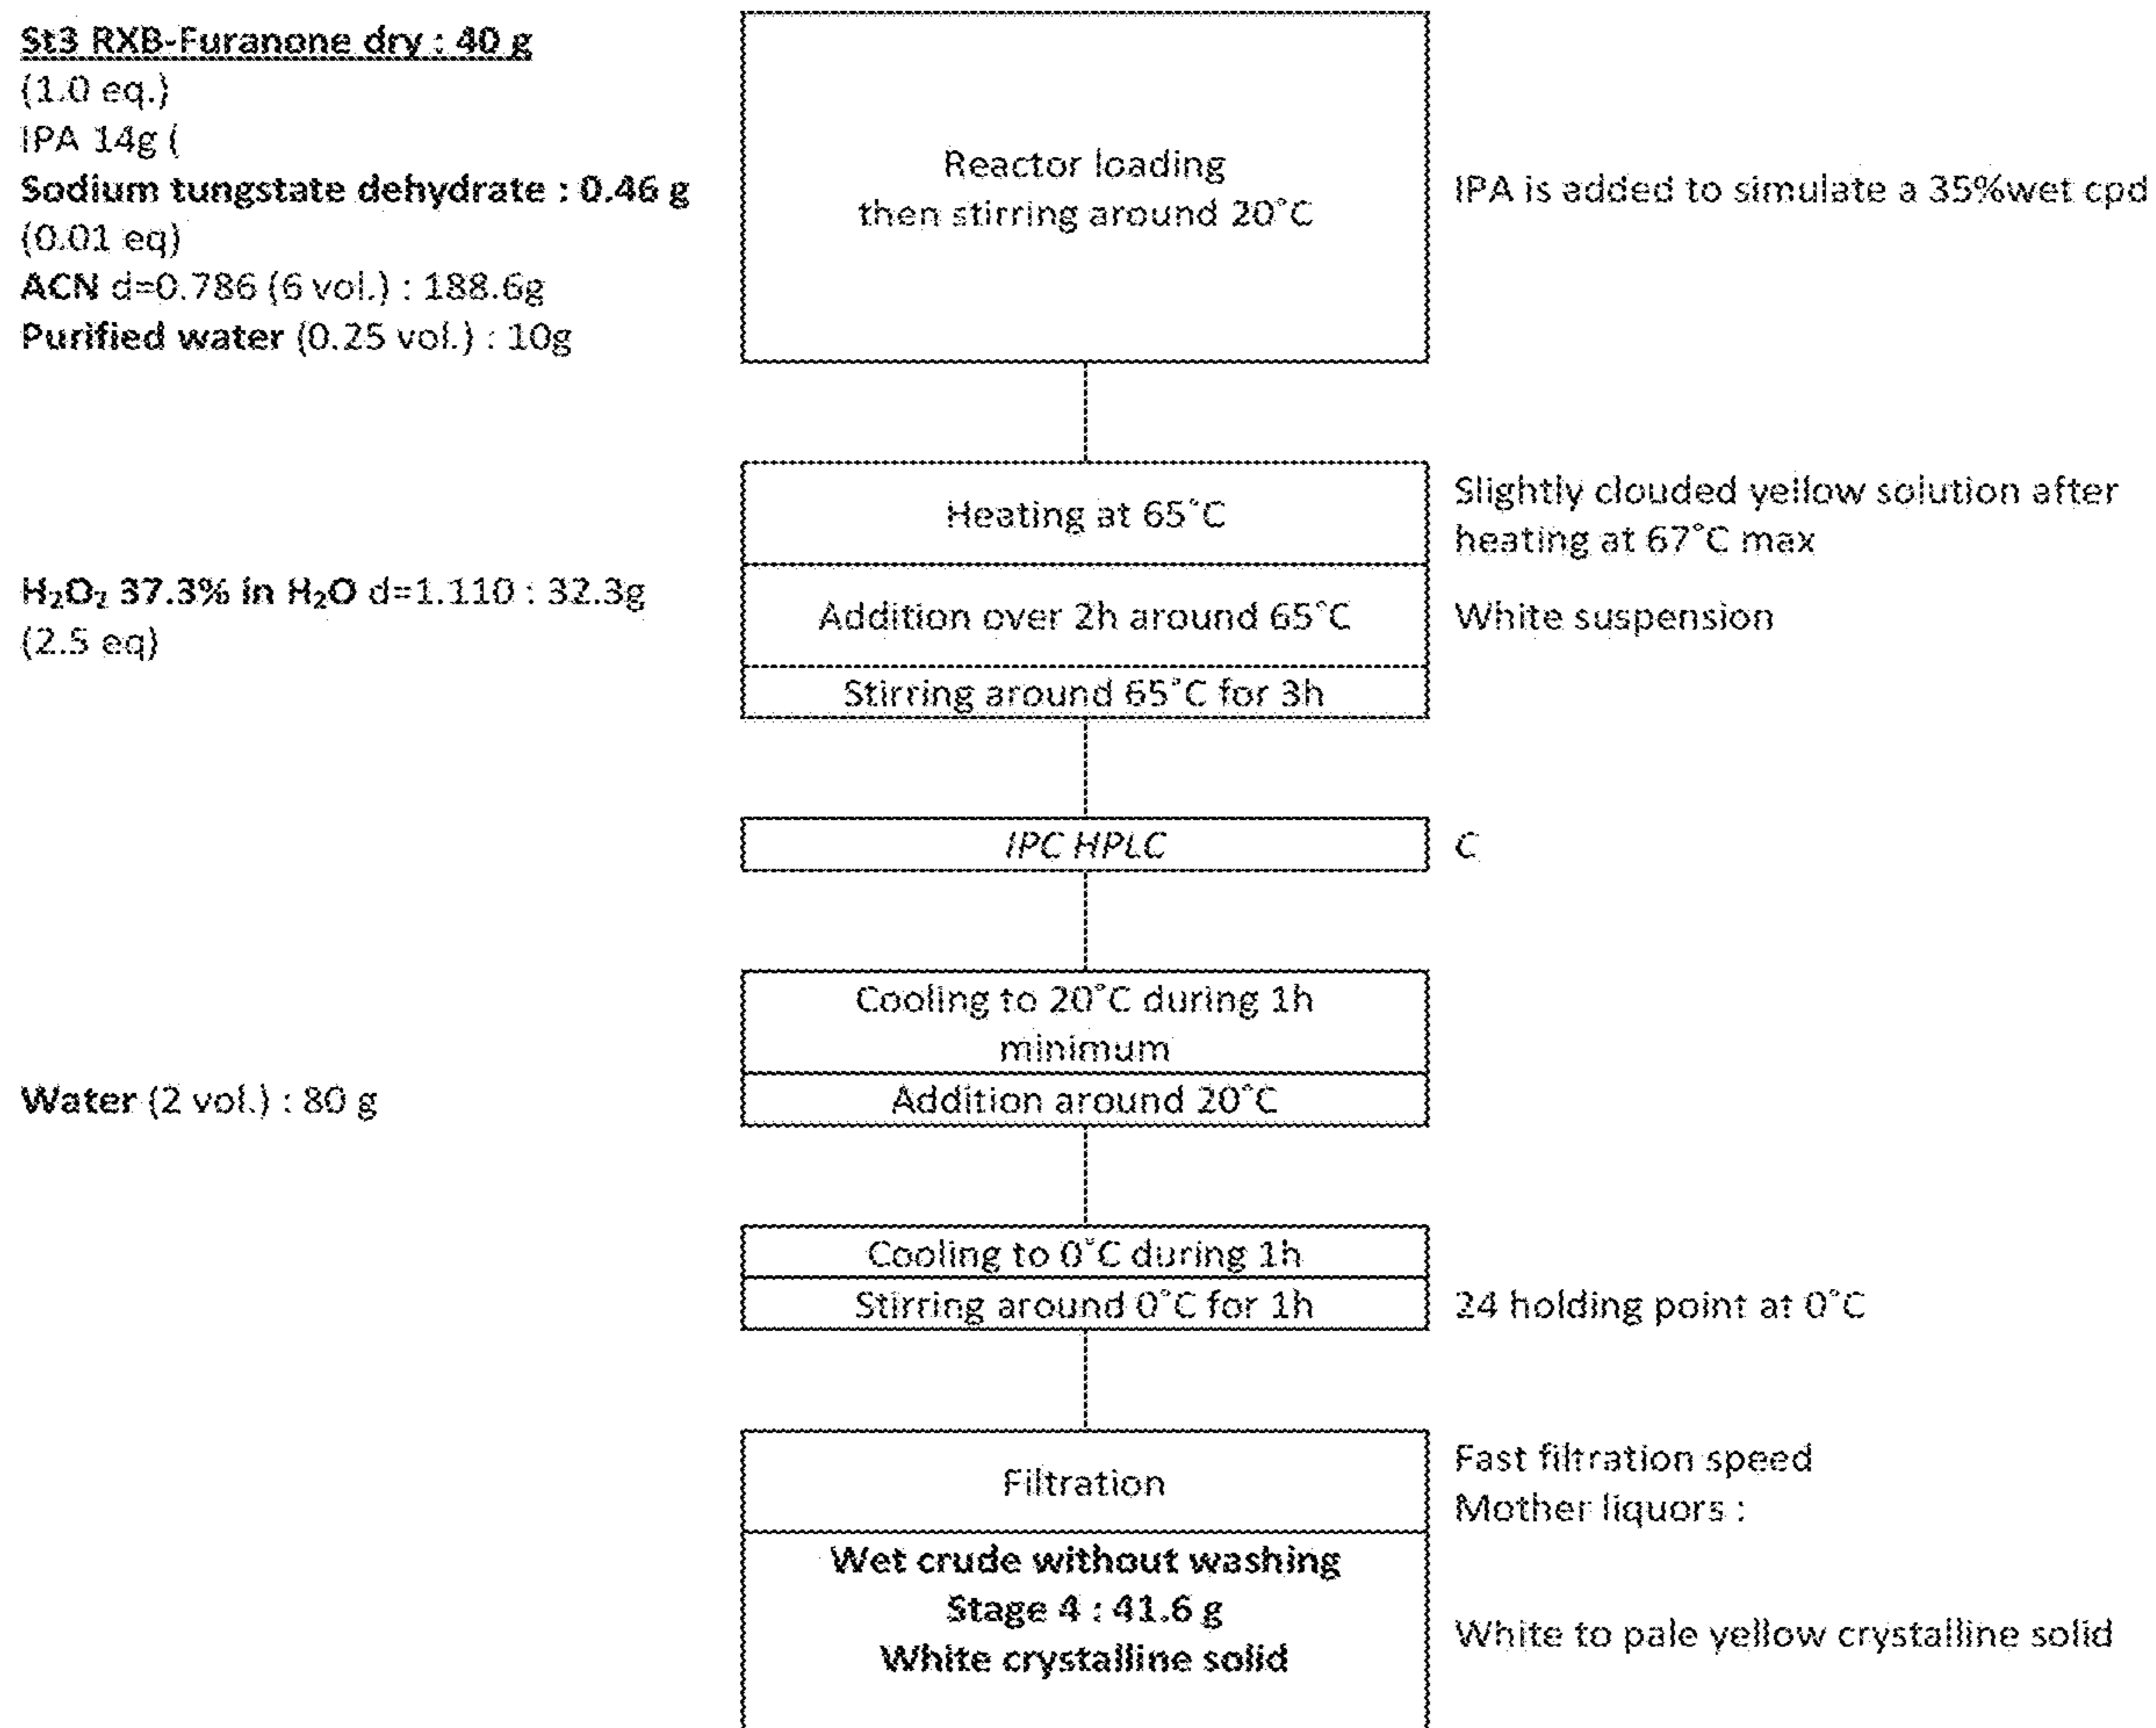 St3 RXB-Furanone dry : 40 g
(1.0 eq.)
IPA 14g (
Sodium tungstate dehydrate : 0.46 g
(0.01 eq)
ACN d=0.786 (6 vol.) : 188.6g
Purified water (0.25 vol.) : 10g
Reactor loading
then stirring around 20°C
IPA is added to simulate a 35%wet cpd
Heating at 65°C
Slightly clouded yellow solution after
heating at 67°C max
H₂O₂ 37.3% in H₂O d=1.110 : 32.3g
(2.5 eq)
Addition over 2h around 65°C
White suspension
Stirring around 65°C for 3h
IPC HPLC
C
Cooling to 20°C during 1h
minimum
Water (2 vol.) : 80 g
Addition around 20°C
Cooling to 0°C during 1h
Stirring around 0°C for 1h
24 holding point at 0°C
Filtration
Fast filtration speed
Mother liquors :
Wet crude without washing
Stage 4 : 41.6 g
White crystalline solid
White to pale yellow crystalline solid